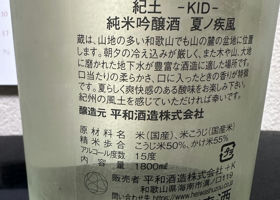 紀土 -KID-
純米吟醸酒 夏ノ疾風
蔵は、山地の多い和歌山でも山の麓の盆地に位置し
ます。朝夕の冷え込みが厳しく、また木や山、大地
に磨かれた地下水が豊富な酒造に適した場所です。
口当たりの柔らかさ、口に入ったときの香りが特徴
です。夏らしく爽快感のある酸味をお楽しみ下さい。
紀州の風土を感じていただければ幸いです。
醸造元 平和酒造株式会社
原材料名 米(国産)、米こうじ(国産米)
精米歩合 こうじ米50%、かけ米55%
アルコール度数 15度
内容量 1800ml
販売者 平和酒造株式会社 +K
和歌山県海南市溝ノ口119